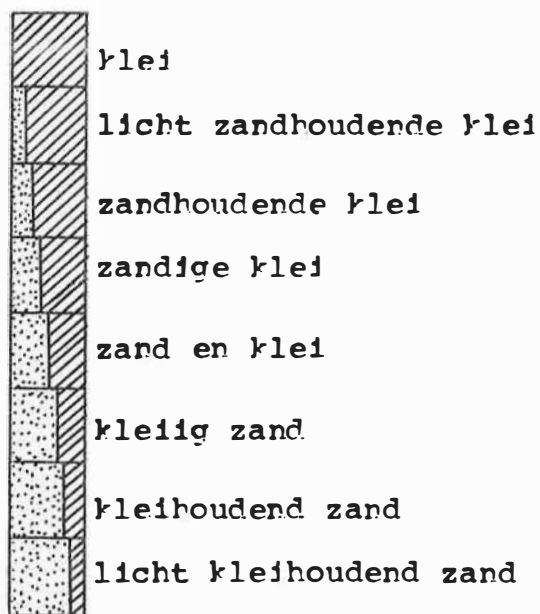 klei
licht zandhoudende klei
zandhoudende klei
zandige klei
zand en klei
kleiig zand
kleihoudend zand
licht kleihoudend zand